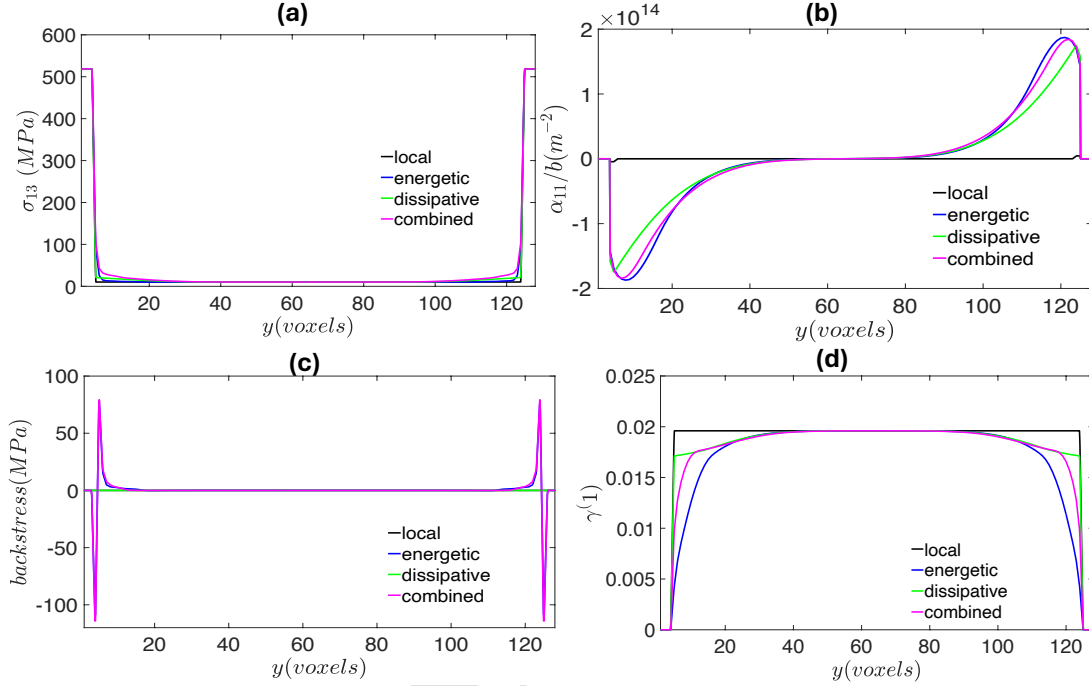 (a)
600
500
400
300
200
100
0
σ₁₃ (MPa)
local
energetic
dissipative
combined
20 40 60 80 100 120
y(voxels)
(b)
×10¹⁴
2
1
0
-1
-2
α₁₁/b(m⁻²)
local
energetic
dissipative
combined
20 40 60 80 100 120
y(voxels)
(c)
100
50
0
-50
-100
backstress(MPa)
local
energetic
dissipative
combined
20 40 60 80 100 120
y(voxels)
(d)
0.025
0.02
0.015
0.01
0.005
0
γ⁽1)
local
energetic
dissipative
combined
20 40 60 80 100 120
y(voxels)